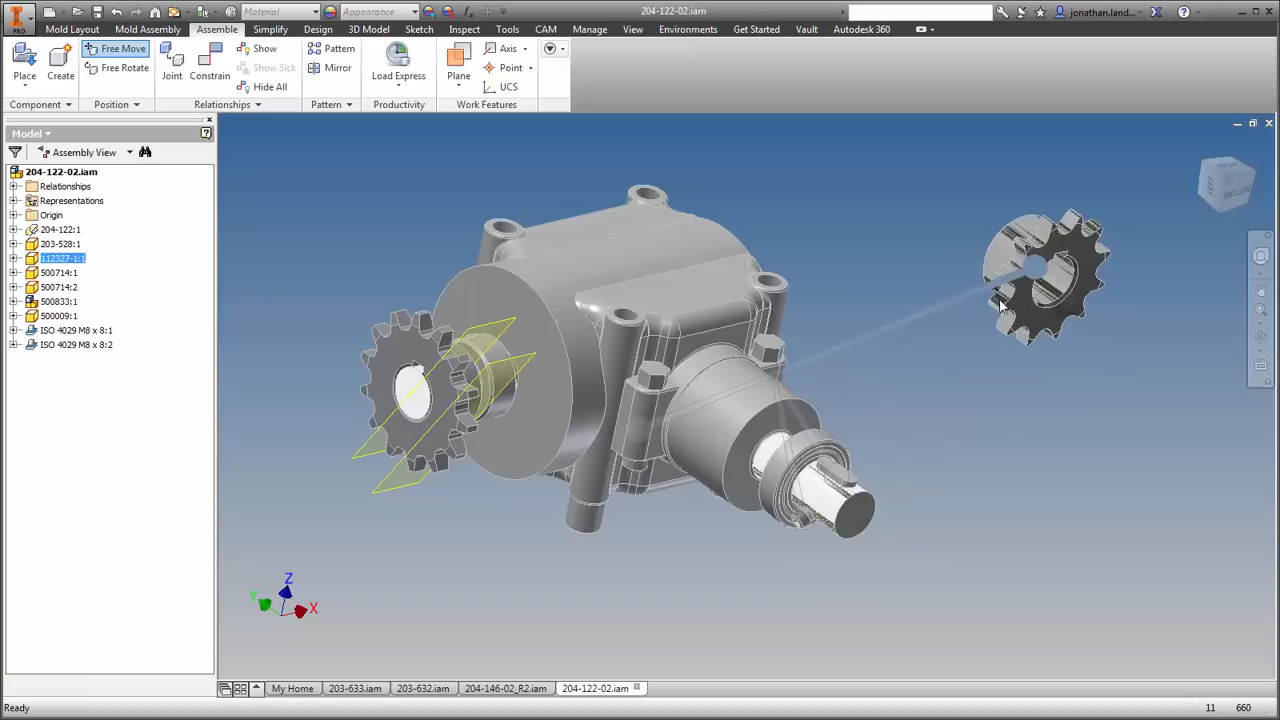 Material
Appearance
fx
204-122-02.iam
jonathan.land...
PRO
Mold Layout Mold Assembly Assemble Simplify Design 3D Model Sketch Inspect Tools CAM Manage View Environments Get Started Vault Autodesk 360
Place Create Free Move Joint Constrain Show Pattern Load Express Plane Axis
Free Rotate Show Sick Mirror Point
Hide All UCS
Component Position Relationships Pattern Productivity Work Features
Model
Assembly View
204-122-02.iam
Relationships
Representations
Origin
204-122:1
203-528:1
112327-1:1
500714:1
500714:2
500833:1
500009:1
ISO 4029 M8 x 8:1
ISO 4029 M8 x 8:2
BOTTOM
Z
Y
X
My Home 203-633.iam 203-632.iam 204-146-02_R2.iam 204-122-02.iam
Ready 11 660